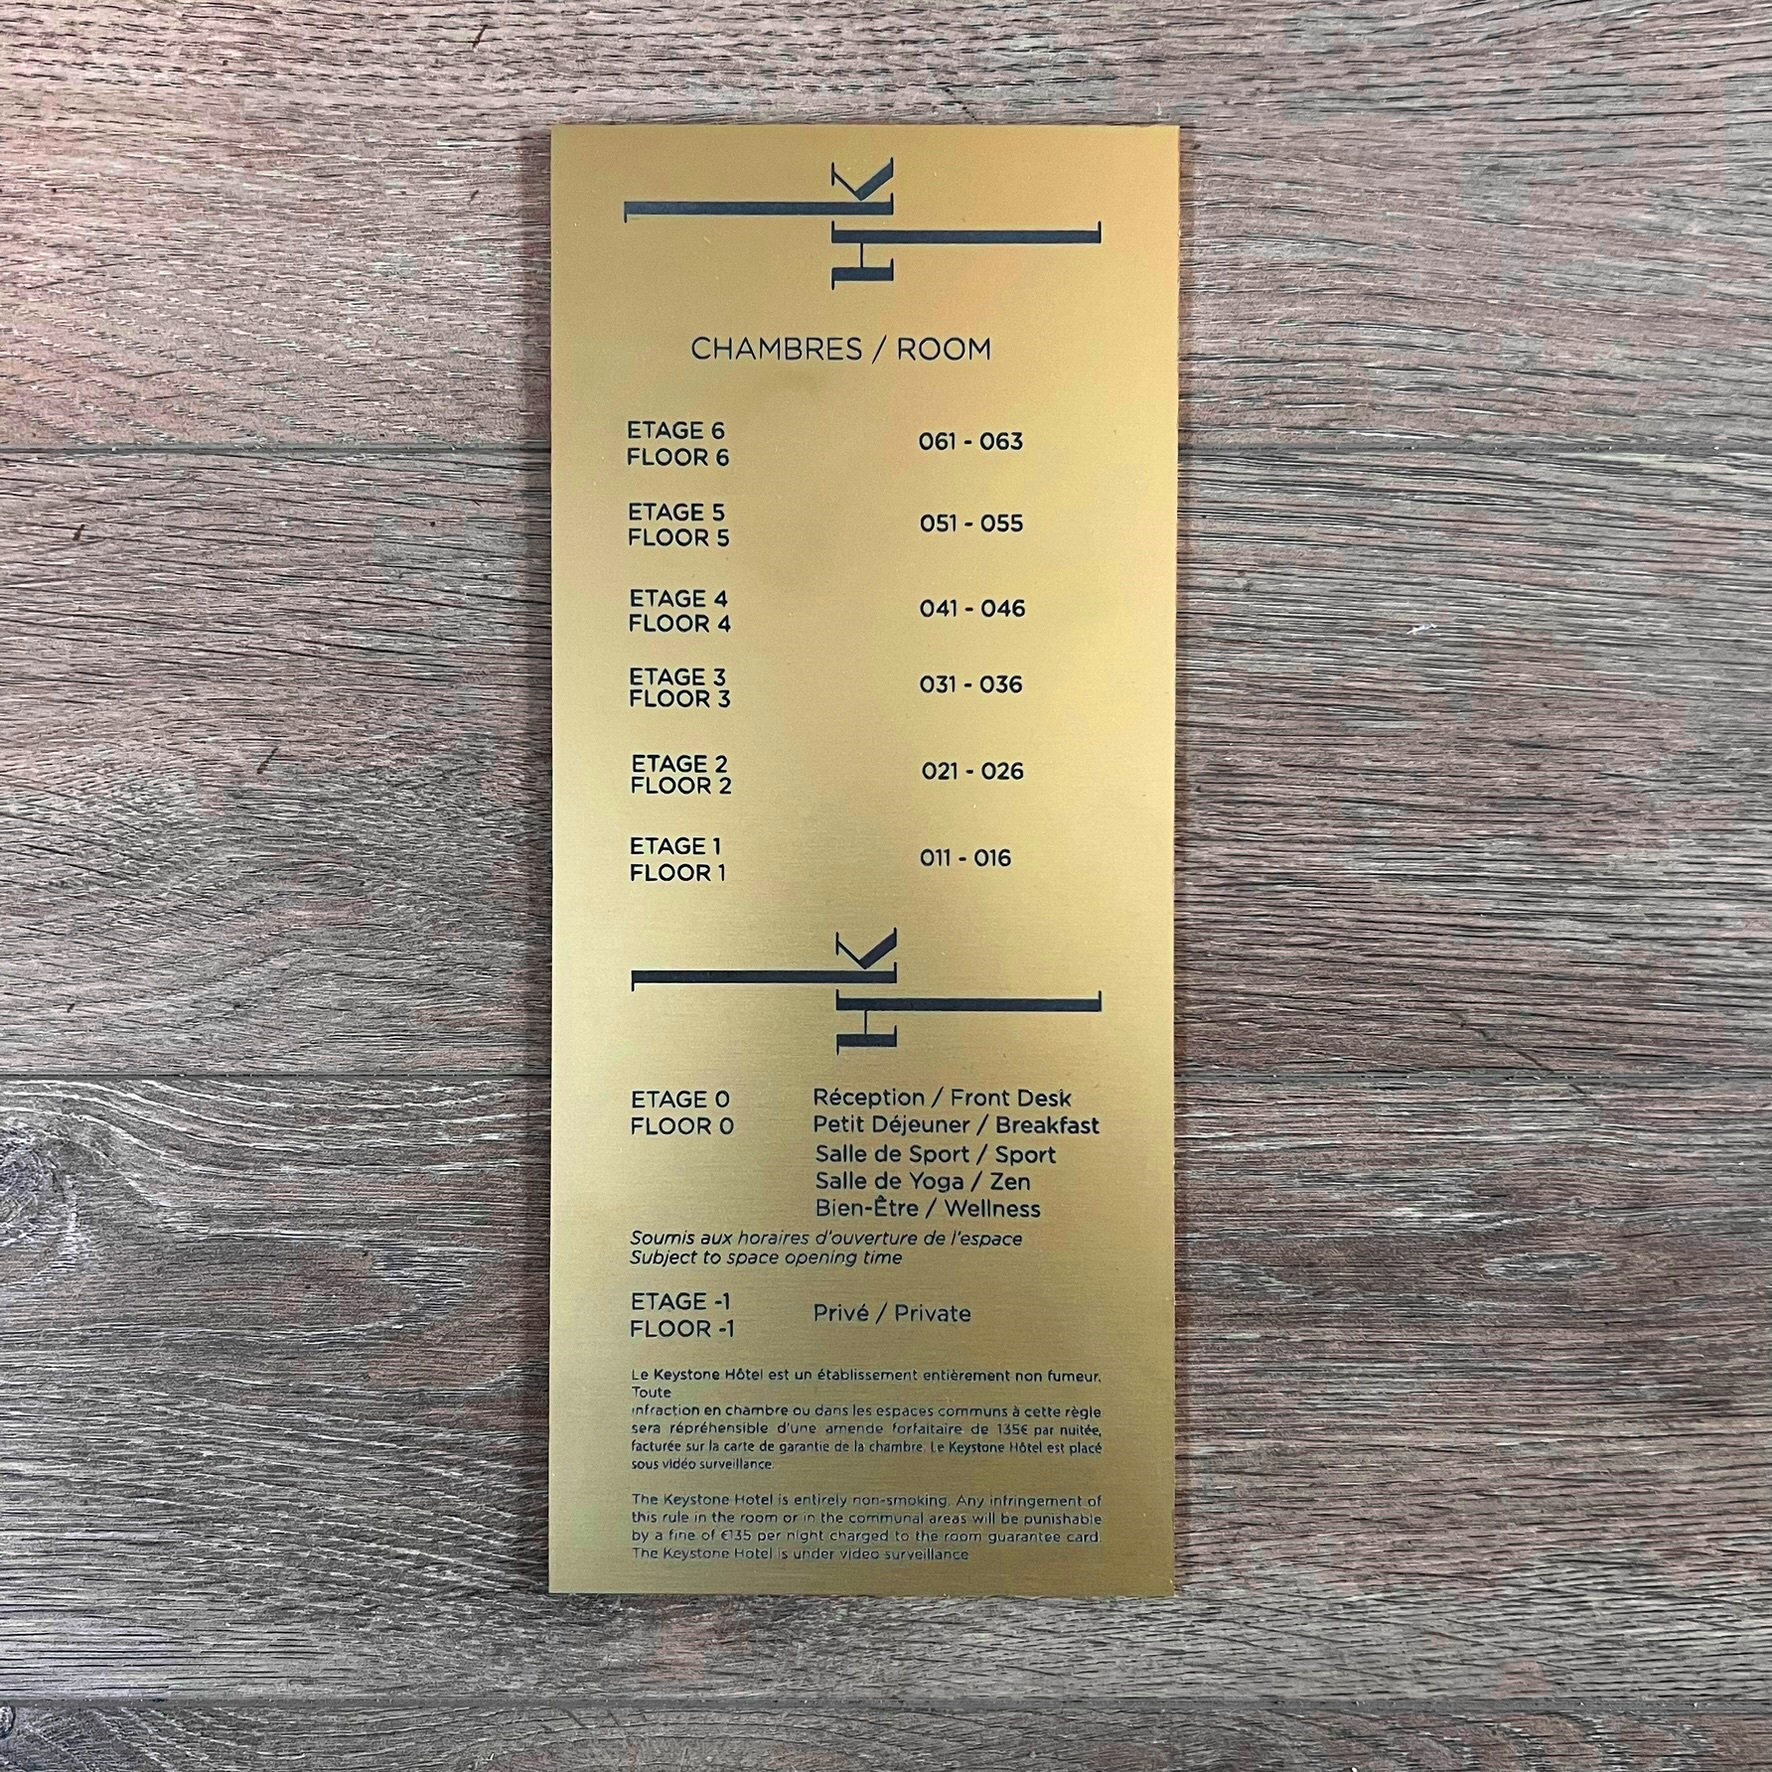 HK
CHAMBRES / ROOM
ETAGE 6
FLOOR 6
061 - 063
ETAGE 5
FLOOR 5
051 - 055
ETAGE 4
FLOOR 4
041 - 046
ETAGE 3
FLOOR 3
031 - 036
ETAGE 2
FLOOR 2
021 - 026
ETAGE 1
FLOOR 1
011 - 016
HK
ETAGE 0
FLOOR 0
Réception / Front Desk
Petit Déjeuner / Breakfast
Salle de Sport / Sport
Salle de Yoga / Zen
Bien-Être / Wellness
Soumis aux horaires d'ouverture de l'espace
Subject to space opening time
ETAGE -1
FLOOR -1
Privé / Private
Le Keystone Hôtel est un établissement entièrement non fumeur.
Toute
infraction en chambre ou dans les espaces communs à cette règle
sera répréhensible d'une amende forfaitaire de 135€ par nuitée,
facturée sur la carte de garantie de la chambre. Le Keystone Hôtel est placé
sous vidéo surveillance.
The Keystone Hotel is entirely non-smoking. Any infringement of
this rule in the room or in the communal areas will be punishable
by a fine of €135 per night charged to the room guarantee card.
The Keystone Hotel is under video surveillance